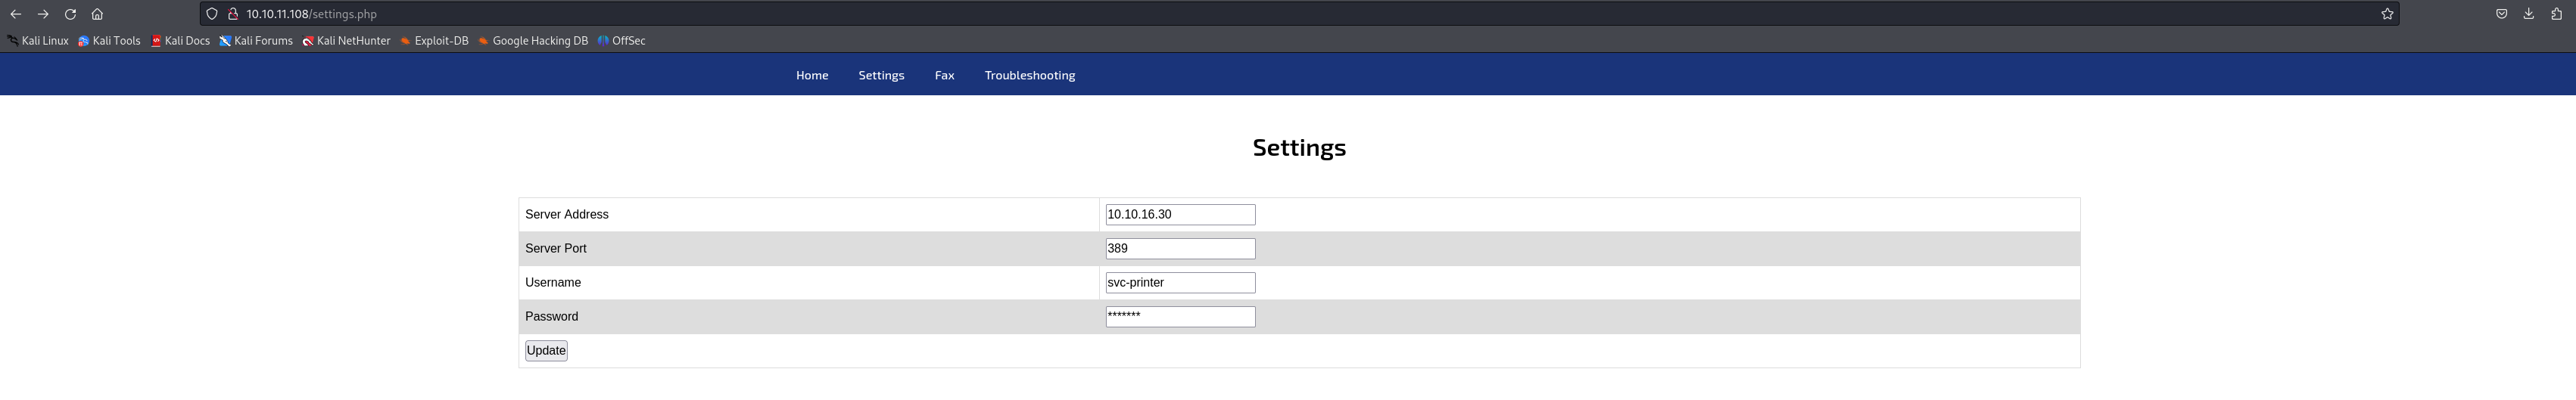 10.10.11.108/settings.php
Kali Linux Kali Tools Kali Docs Kali Forums Kali NetHunter Exploit-DB Google Hacking DB OffSec
Home Settings Fax Troubleshooting
Settings
Server Address 10.10.16.30
Server Port 389
Username svc-printer
Password *******
Update